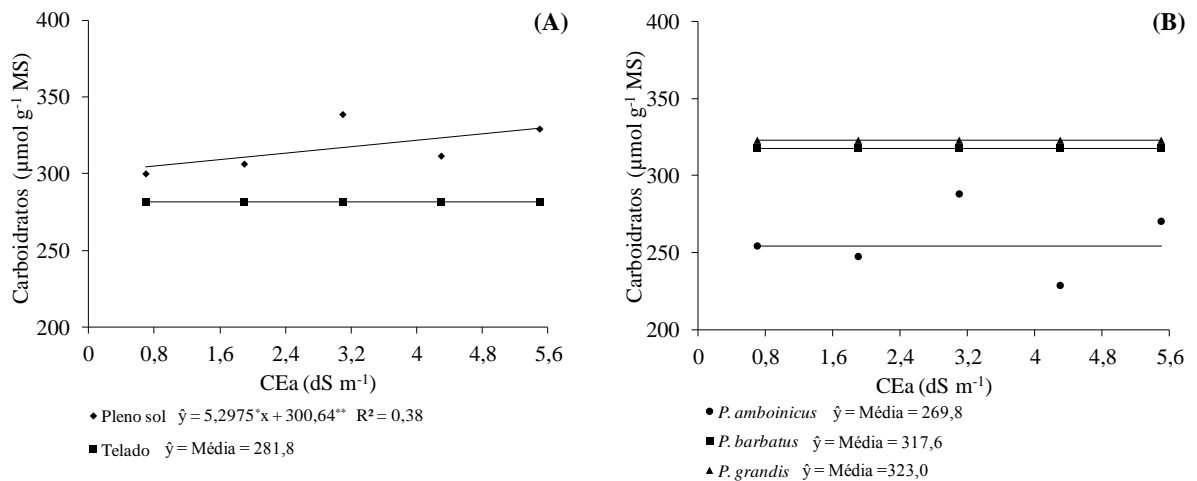 (A)
400
350
300
250
200
Carboidratos (µmol g⁻¹ MS)
0 0,8 1,6 2,4 3,2 4 4,8 5,6
CEa (dS m⁻¹)
Pleno sol ŷ = 5,2975*x + 300,64** R² = 0,38
Telado ŷ = Média = 281,8
(B)
400
350
300
250
200
Carboidratos (µmol g⁻¹ MS)
0 0,8 1,6 2,4 3,2 4 4,8 5,6
CEa (dS m⁻¹)
P. amboinicus ŷ = Média = 269,8
P. barbatus ŷ = Média = 317,6
P. grandis ŷ = Média =323,0